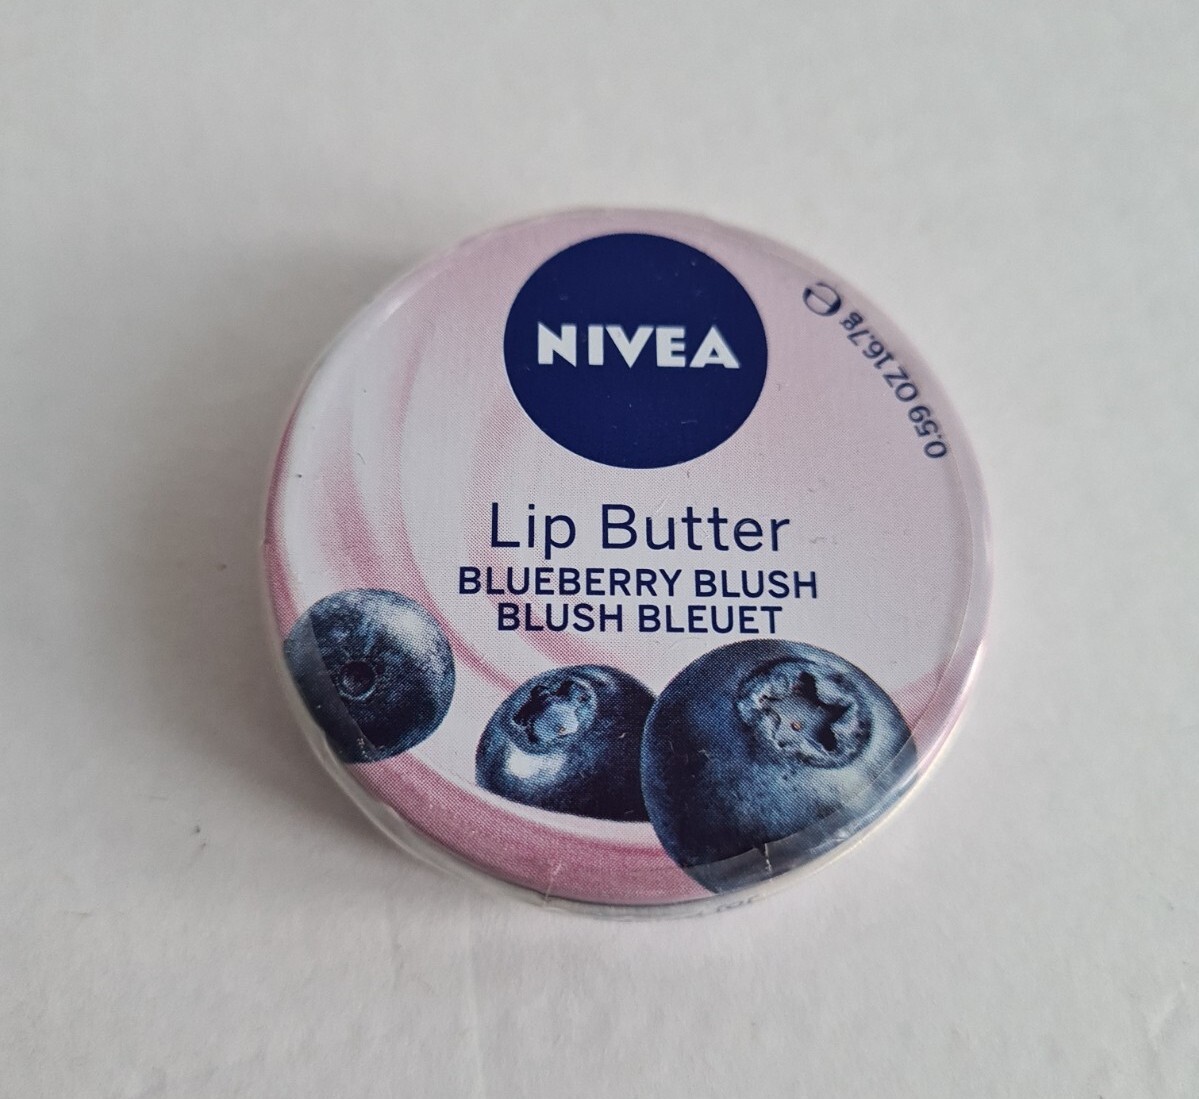 NIVEA
0.59 OZ 16.7g ℮
Lip Butter
BLUEBERRY BLUSH
BLUSH BLEUET